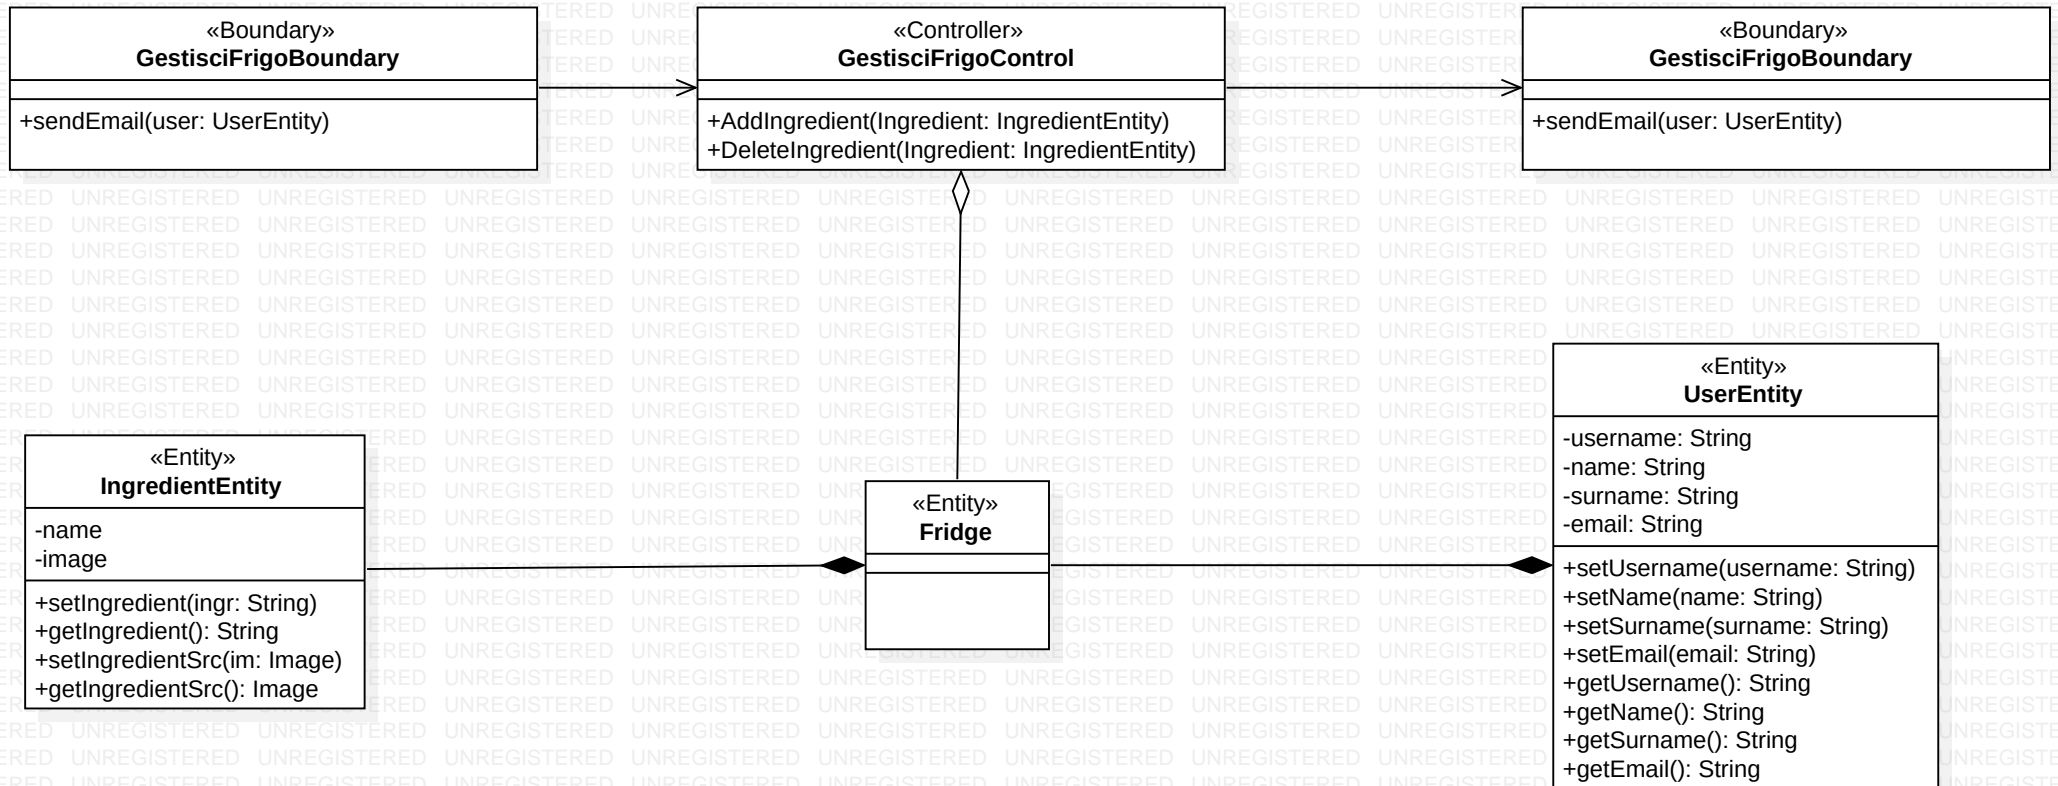 «Boundary»
GestisciFrigoBoundary
+sendEmail(user: UserEntity)
«Controller»
GestisciFrigoControl
+AddIngredient(Ingredient: IngredientEntity)
+DeleteIngredient(Ingredient: IngredientEntity)
«Boundary»
GestisciFrigoBoundary
+sendEmail(user: UserEntity)
«Entity»
IngredientEntity
-name
-image
+setIngredient(ingr: String)
+getIngredient(): String
+setIngredientSrc(im: Image)
+getIngredientSrc(): Image
«Entity»
Fridge
«Entity»
UserEntity
-username: String
-name: String
-surname: String
-email: String
+setUsername(username: String)
+setName(name: String)
+setSurname(surname: String)
+setEmail(email: String)
+getUsername(): String
+getName(): String
+getSurname(): String
+getEmail(): String
UNREGISTERED